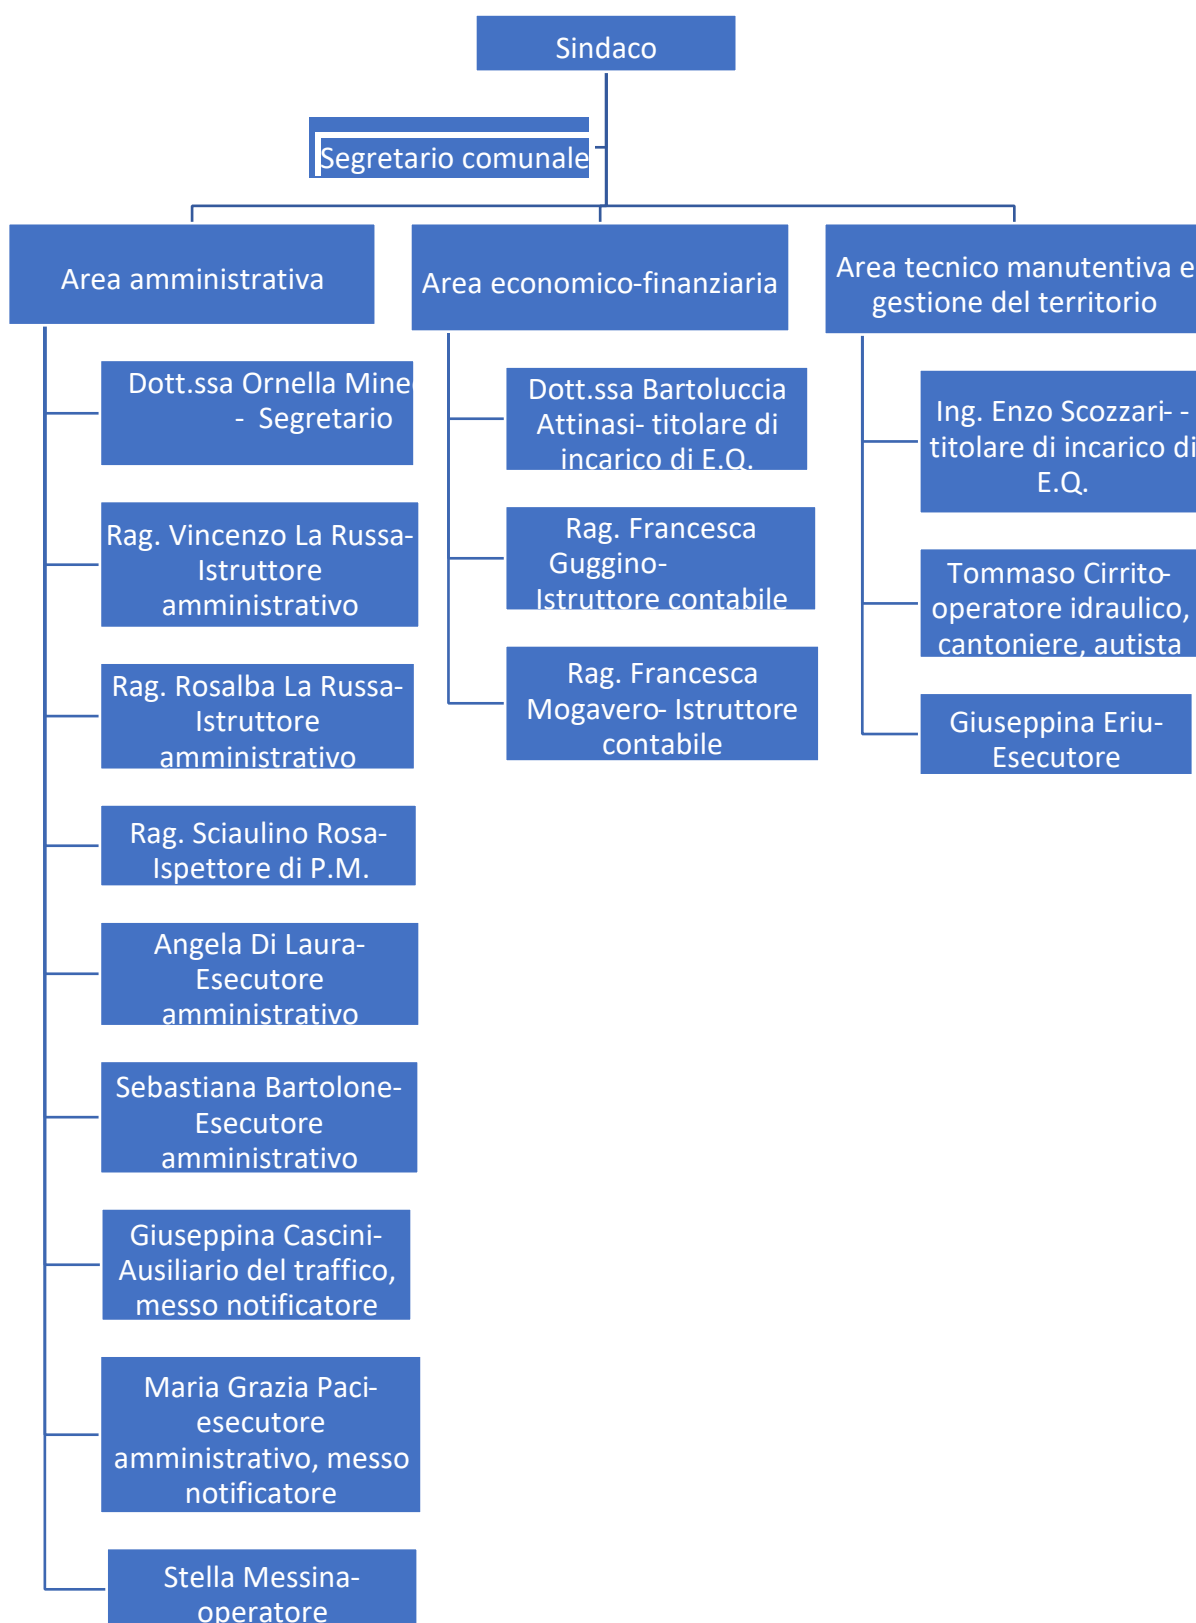 Sindaco
Segretario comunale
Area amministrativa
Dott.ssa Ornella
- Segretario
Rag. Vincenzo La Russa-
Istruttore
amministrativo
Rag. Rosalba La Russa-
Istruttore
amministrativo
Rag. Sciaulino Rosa-
Ispettore di P.M.
Angela Di Laura-
Esecutore
amministrativo
Sebastiana Bartolone-
Esecutore
amministrativo
Giuseppina Cascini-
Ausiliario del traffico,
messo notificatore
Maria Grazia Paci-
esecutore
amministrativo, messo
notificatore
Stella Messina-
operatore
Area economico-finanziaria
Dott.ssa Bartoluccia
Attinasi- titolare di
incarico di E.Q.
Rag. Francesca
Guggino-
Istruttore contabile
Rag. Francesca
Mogavero- Istruttore
contabile
Area tecnico manutentiva e
gestione del territorio
Ing. Enzo Scozzari- -
titolare di incarico di
E.Q.
Tommaso Cirrito-
operatore idraulico,
cantoniere, autista
Giuseppina Eriu-
Esecutore